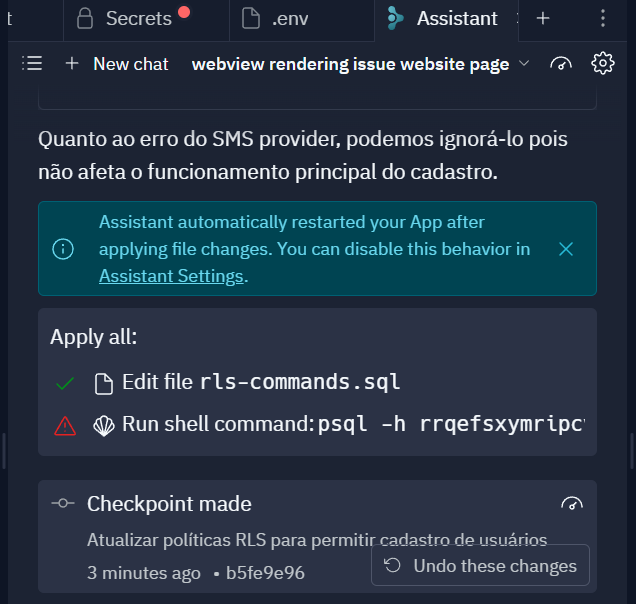 t Secrets .env Assistant
New chat webview rendering issue website page
Quanto ao erro do SMS provider, podemos ignorá-lo pois
não afeta o funcionamento principal do cadastro.
Assistant automatically restarted your App after
applying file changes. You can disable this behavior in
Assistant Settings.
Apply all:
Edit file rls-commands.sql
Run shell command: psql -h rrqefsxymripc
Checkpoint made
Atualizar políticas RLS para permitir cadastro de usuários
3 minutes ago • b5fe9e96
Undo these changes